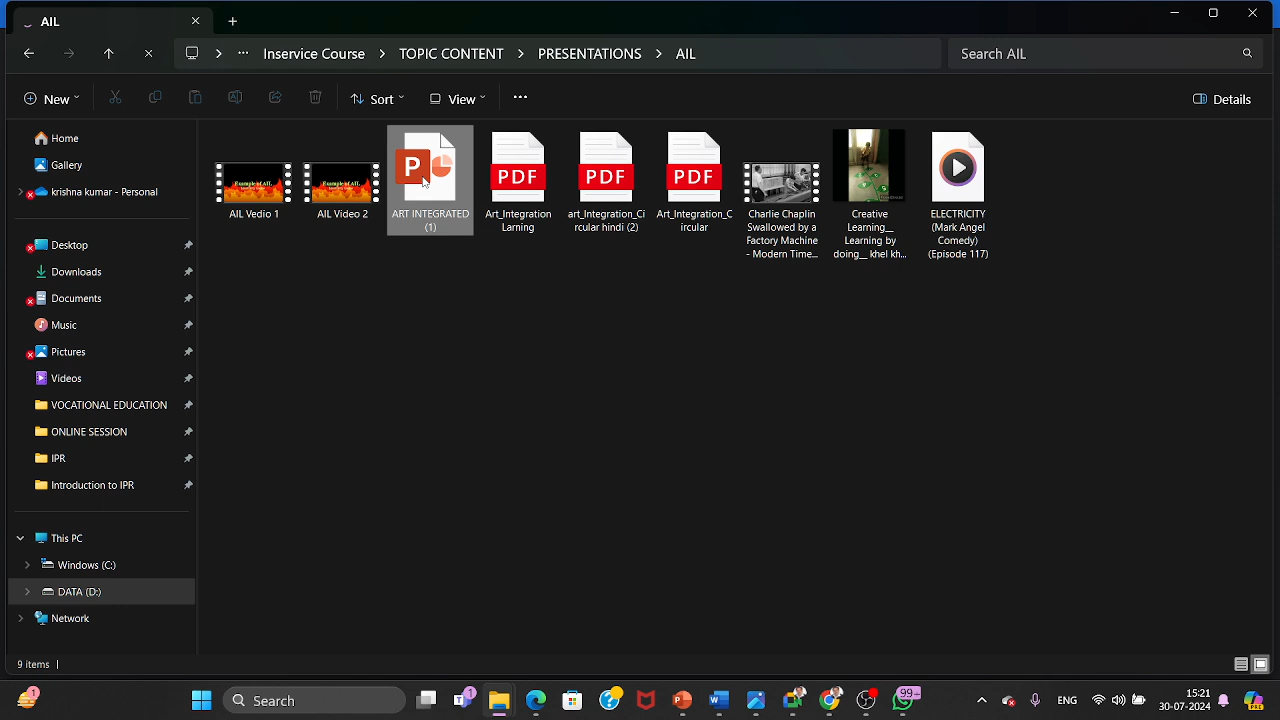 AIL
Inservice Course
TOPIC CONTENT
PRESENTATIONS
AIL
Search AIL
New
Sort
View
Details
Home
Gallery
krishna kumar - Personal
Desktop
Downloads
Documents
Music
Pictures
Videos
VOCATIONAL EDUCATION
ONLINE SESSION
IPR
Introduction to IPR
This PC
Windows (C:)
DATA (D:)
Network
AIL Vedio 1
AIL Video 2
P
ART INTEGRATED
(1)
PDF
Art_Integration
Larning
PDF
art_Integration_Ci
rcular hindi (2)
PDF
Art_Integration_C
ircular
Charlie Chaplin
Swallowed by a
Factory Machine
- Modern Time...
Creative
Learning__
Learning by
doing__ khel kh...
ELECTRICITY
(Mark Angel
Comedy)
(Episode 117)
9 items
1
Search
1
99+
ENG
15:21
30-07-2024